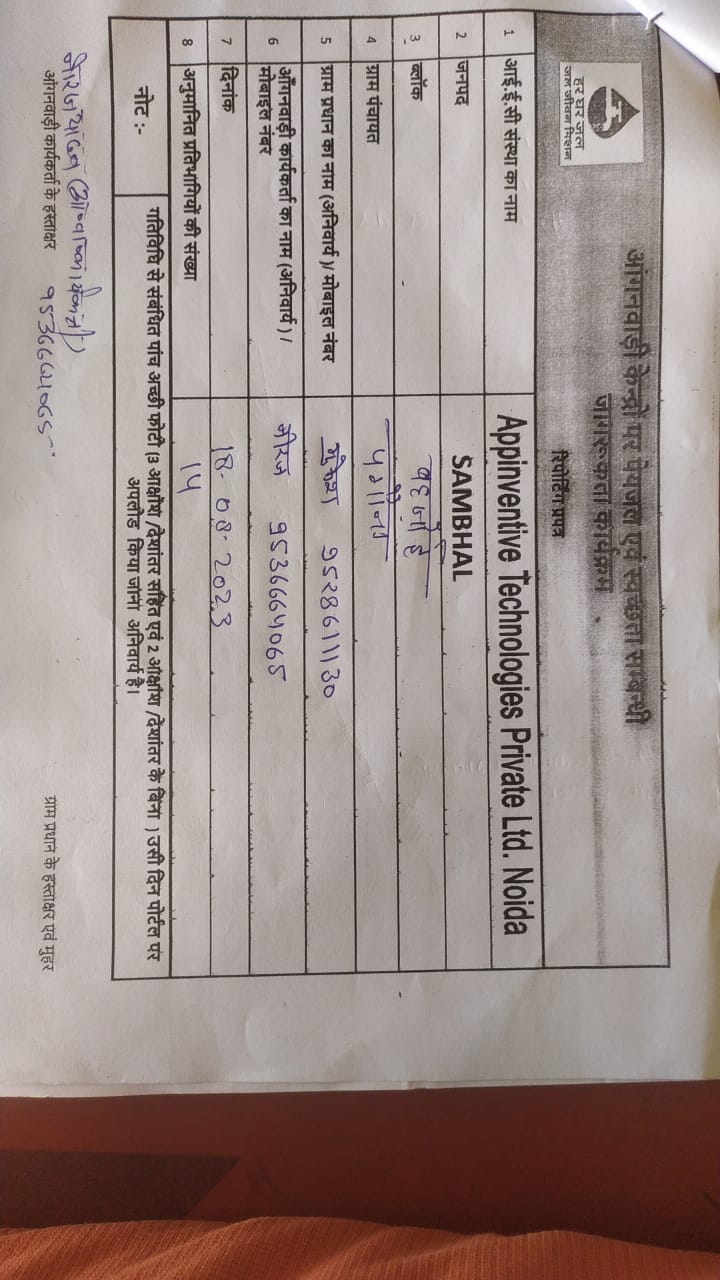 हर घर जल
जल जीवन मिशन
आंगनवाड़ी केन्द्रों पर पेयजल एवं स्वच्छता सम्बन्धी
जागरूकता कार्यक्रम
रिपोर्टिंग प्रपत्र
1 आई.ई.सी संस्था का नाम Appinventive Technologies Private Ltd. Noida
2 जनपद SAMBHAL
3 ब्लॉक
4 ग्राम पंचायत
5 ग्राम प्रधान का नाम (अनिवार्य)/ मोबाइल नंबर मुकेश 9528611130
6 आँगनवाड़ी कार्यकर्ता का नाम (अनिवार्य) / मोबाइल नंबर नीरज 9536664065
7 दिनांक 18-08-2023
8 अनुमानित प्रतिभागियों की संख्या 14
नोट :- गतिविधि से संबंधित पांच अच्छी फोटो (3 आक्षांश /देशांतर सहित एवं 2 आक्षांश /देशांतर के बिना ) उसी दिन पोर्टल पर
अपलोड किया जाना अनिवार्य है।
आंगनवाड़ी कार्यकर्ता के हस्ताक्षर
9536664065
ग्राम प्रधान के हस्ताक्षर एवं मुहर